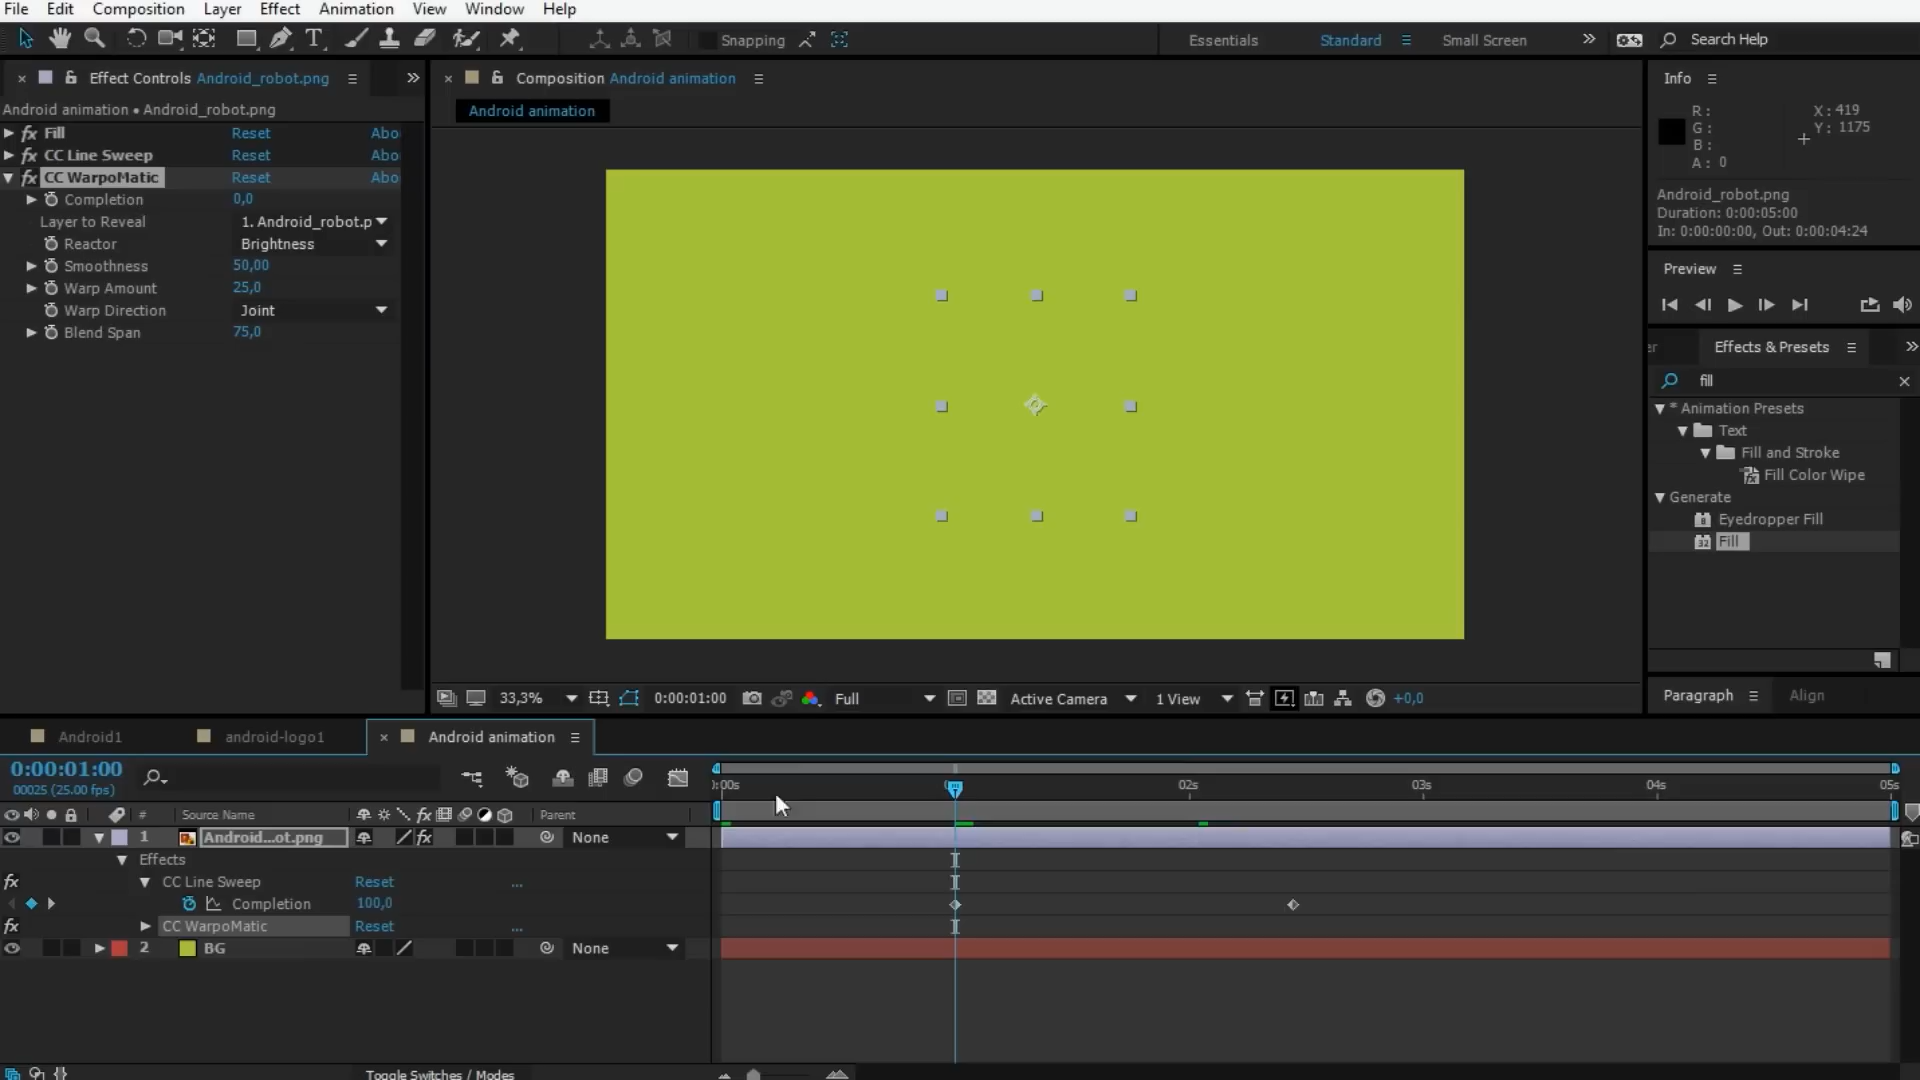 File Edit Composition Layer Effect Animation View Window Help
Snapping Essentials Standard Small Screen Search Help
Effect Controls Android_robot.png
Composition Android animation
Info
Android animation • Android_robot.png
Android animation
R: X: 419
G: Y: 1175
B:
A: 0
Fill Reset Abo
CC Line Sweep Reset Abo
CC WarpoMatic Reset Abo
Completion 0,0
Layer to Reveal 1. Android_robot.p
Reactor Brightness
Smoothness 50,00
Warp Amount 25,0
Warp Direction Joint
Blend Span 75,0
Android_robot.png
Duration: 0:00:05:00
In: 0:00:00:00, Out: 0:00:04:24
Preview
er Effects & Presets
fill
* Animation Presets
Text
Fill and Stroke
Fill Color Wipe
Generate
Eyedropper Fill
Fill
33,3% 0:00:01:00 Full Active Camera 1 View +0,0
Paragraph Align
Android1 android-logo1 Android animation
0:00:01:00
00025 (25.00 fps)
:00s 02s 03s 04s 05s
# Source Name fx Parent
1 Android...ot.png fx None
Effects
fx CC Line Sweep Reset ...
Completion 100,0
fx CC WarpoMatic Reset ...
2 BG None
Toggle Switches / Modes